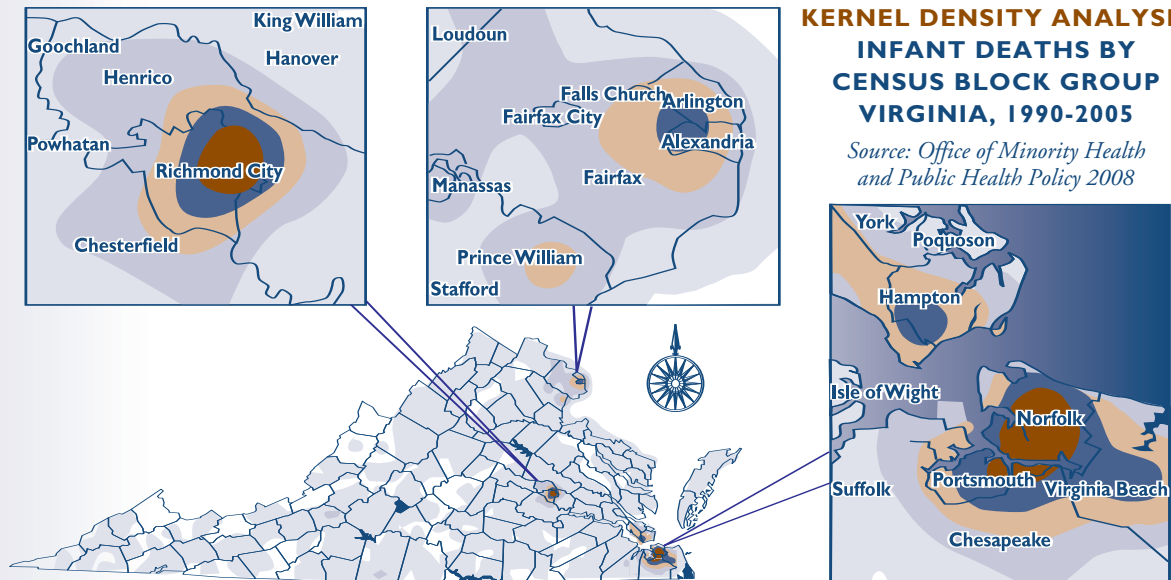 KERNEL DENSITY ANALYSI
INFANT DEATHS BY
CENSUS BLOCK GROUP
VIRGINIA, 1990-2005
Source: Office of Minority Health
and Public Health Policy 2008
King William
Goochland
Hanover
Henrico
Powhatan
Richmond City
Chesterfield
Loudoun
Falls Church
Arlington
Fairfax City
Alexandria
Fairfax
Manassas
Prince William
Stafford
York
Poquoson
Hampton
Isle of Wight
Norfolk
Portsmouth
Suffolk
Virginia Beach
Chesapeake